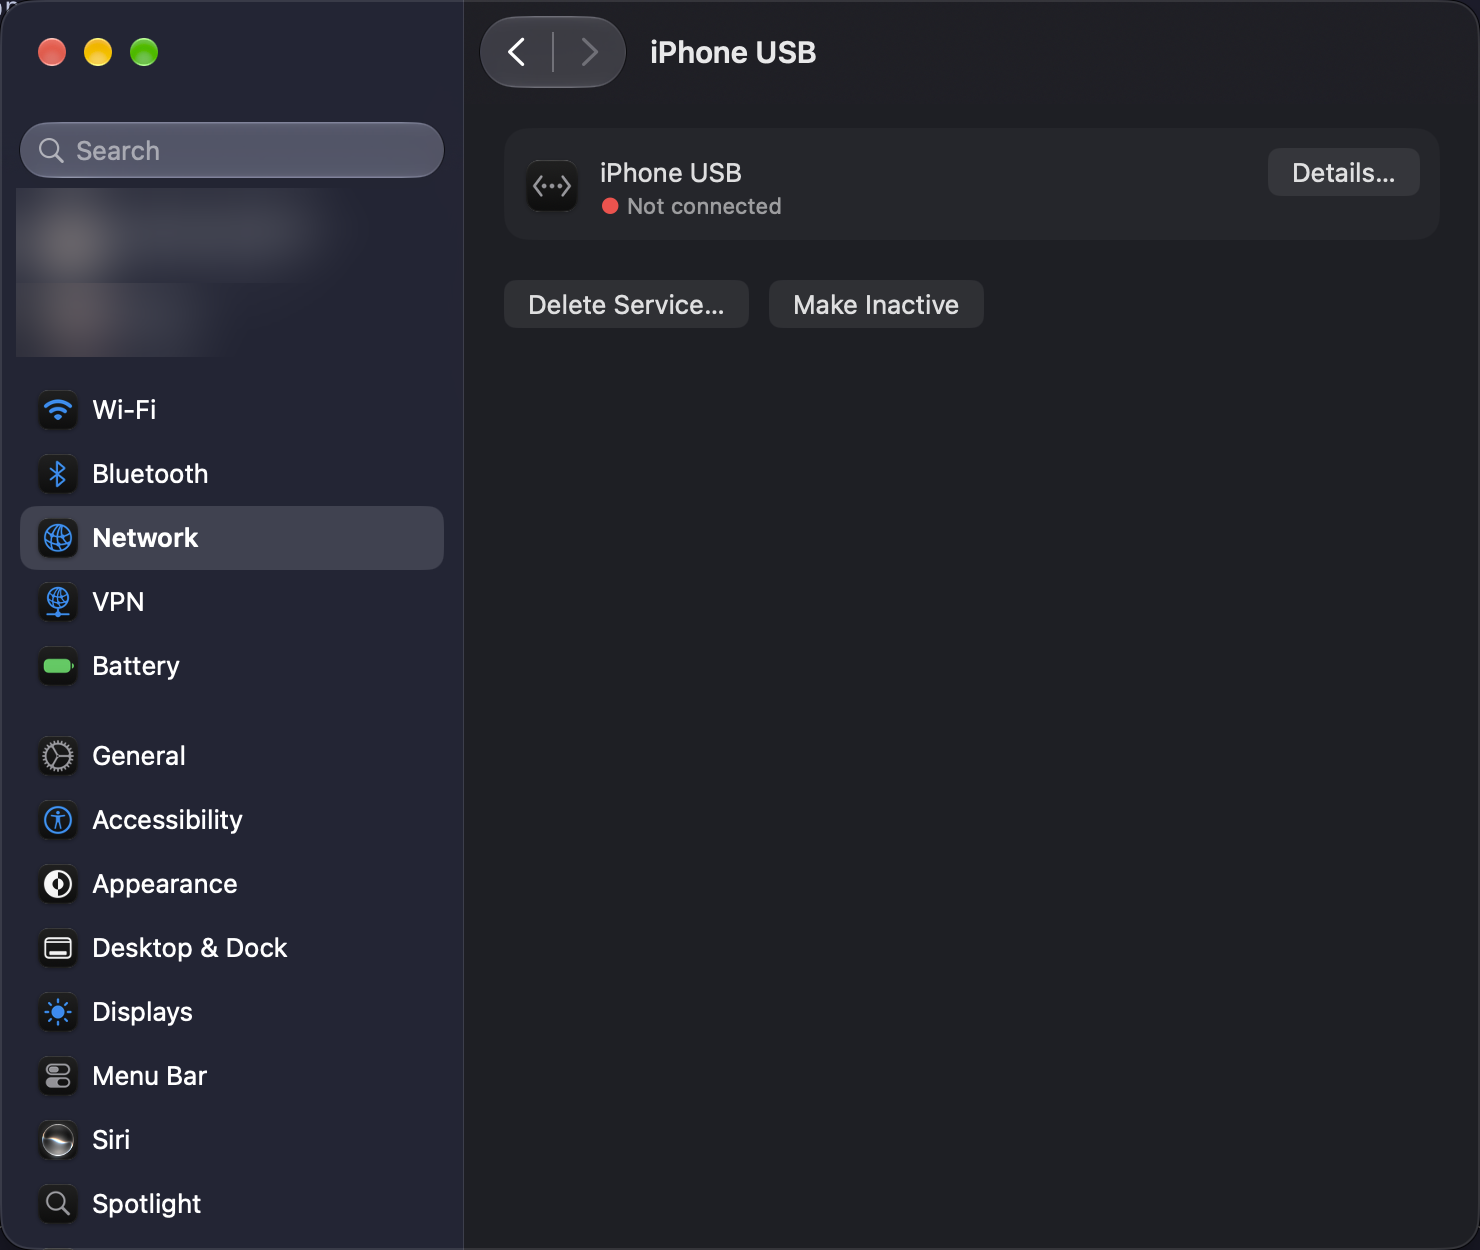 iPhone USB
Search
iPhone USB
Details...
Not connected
Delete Service...
Make Inactive
Wi-Fi
Bluetooth
Network
VPN
Battery
General
Accessibility
Appearance
Desktop & Dock
Displays
Menu Bar
Siri
Spotlight